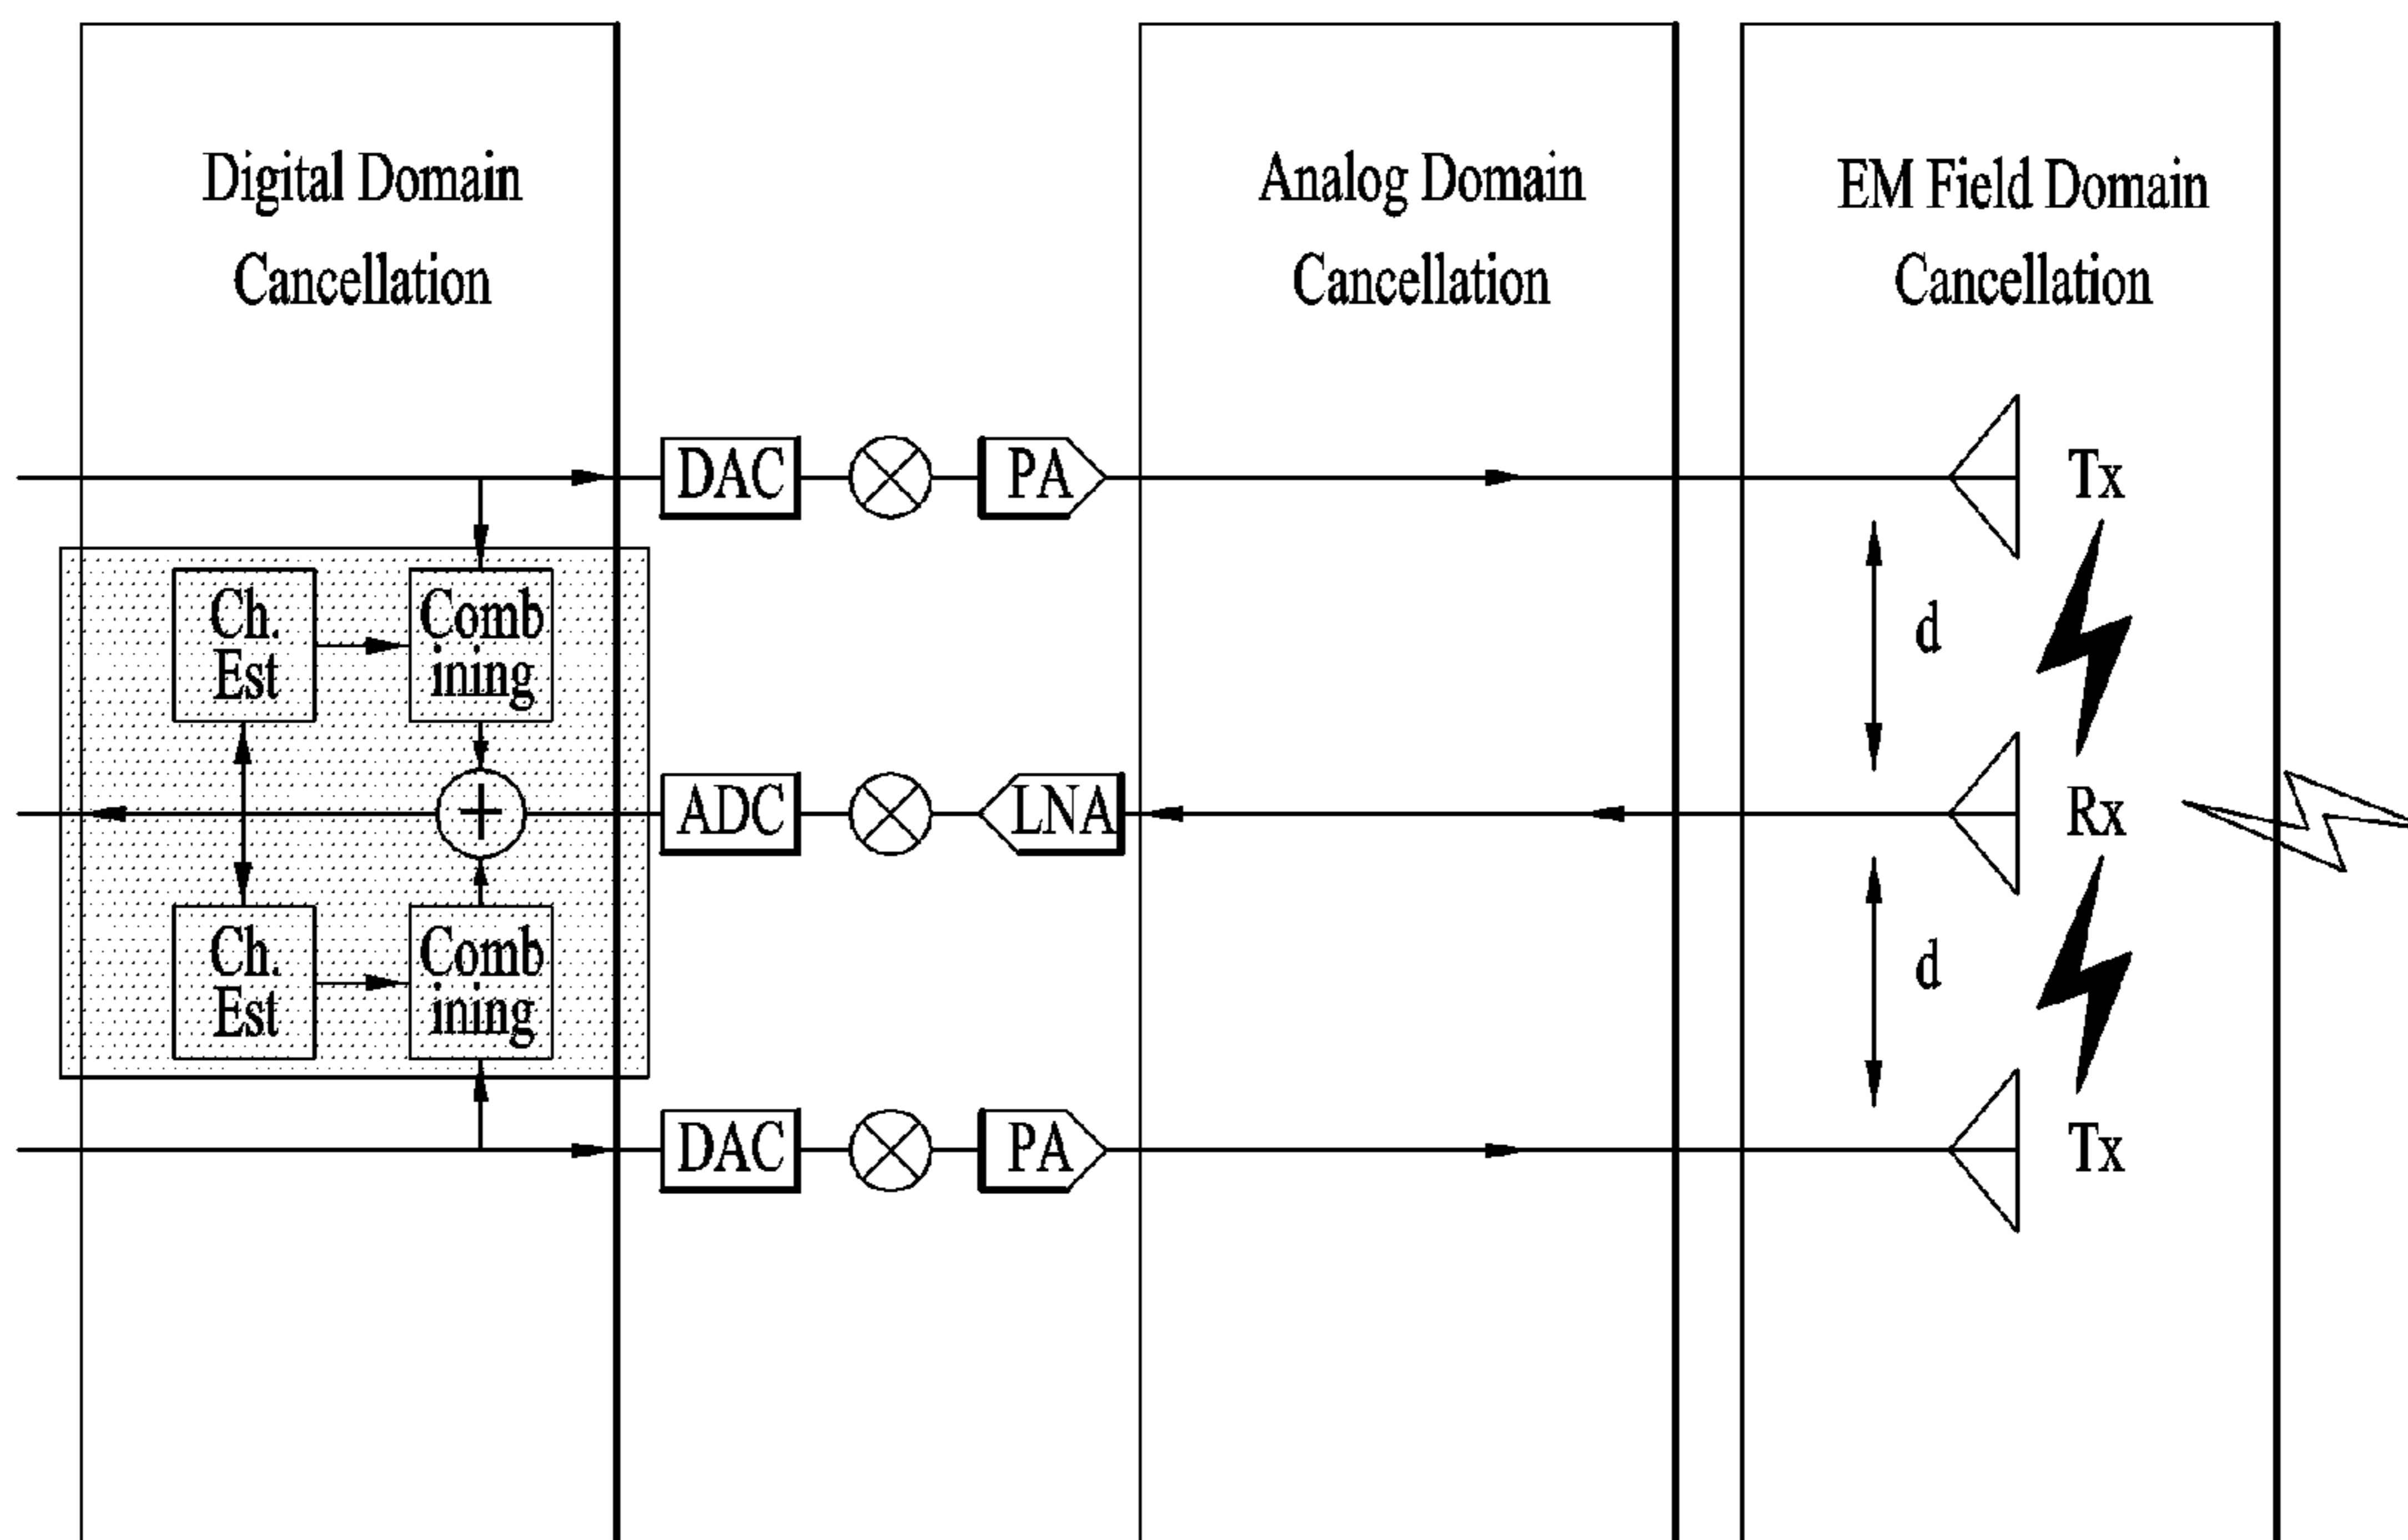 Digital Domain
Cancellation
Analog Domain
Cancellation
EM Field Domain
Cancellation
DAC
PA
Tx
Ch.
Est
Comb
ining
d
ADC
LNA
Rx
Ch.
Est
Comb
ining
d
DAC
PA
Tx